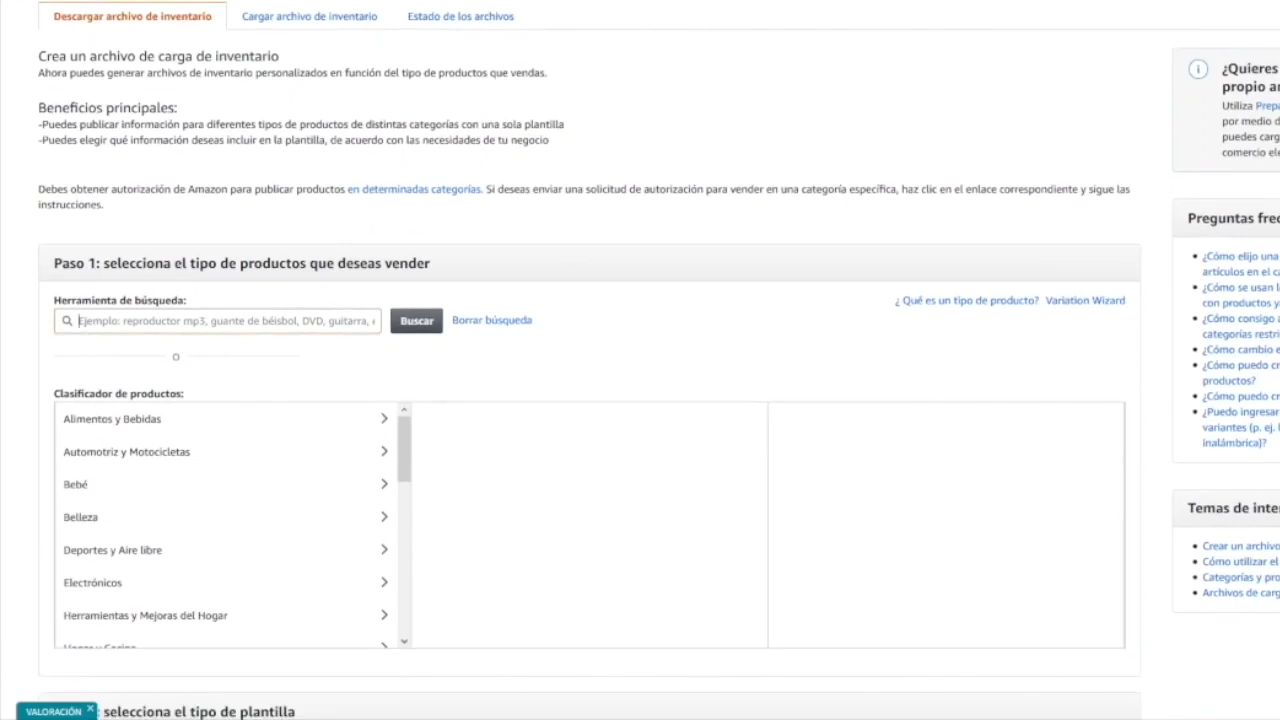 Descargar archivo de inventario
Cargar archivo de inventario
Estado de los archivos
Crea un archivo de carga de inventario
Ahora puedes generar archivos de inventario personalizados en función del tipo de productos que vendas.
Beneficios principales:
-Puedes publicar información para diferentes tipos de productos de distintas categorías con una sola plantilla
-Puedes elegir qué información deseas incluir en la plantilla, de acuerdo con las necesidades de tu negocio
Debes obtener autorización de Amazon para publicar productos en determinadas categorías. Si deseas enviar una solicitud de autorización para vender en una categoría específica, haz clic en el enlace correspondiente y sigue las
instrucciones.
Paso 1: selecciona el tipo de productos que deseas vender
Herramienta de búsqueda:
¿ Qué es un tipo de producto? Variation Wizard
Ejemplo: reproductor mp3, guante de béisbol, DVD, guitarra,
Buscar
Borrar búsqueda
O
Clasificador de productos:
Alimentos y Bebidas
Automotriz y Motocicletas
Bebé
Belleza
Deportes y Aire libre
Electrónicos
Herramientas y Mejoras del Hogar
VALORACIÓN
: selecciona el tipo de plantilla
¿Quieres
propio
Utiliza
por medio
puedes
comercio
Preguntas
¿Cómo elijo una
artículos en el
¿Cómo se usan
con productos
¿Cómo consigo
categorías
¿Cómo cambio
¿Cómo puedo
productos?
¿Cómo puedo
¿Puedo ingresar
variantes (p. ej.
inalámbrica)?
Temas de
Crear un archivo
Cómo utilizar el
Categorías y
Archivos de